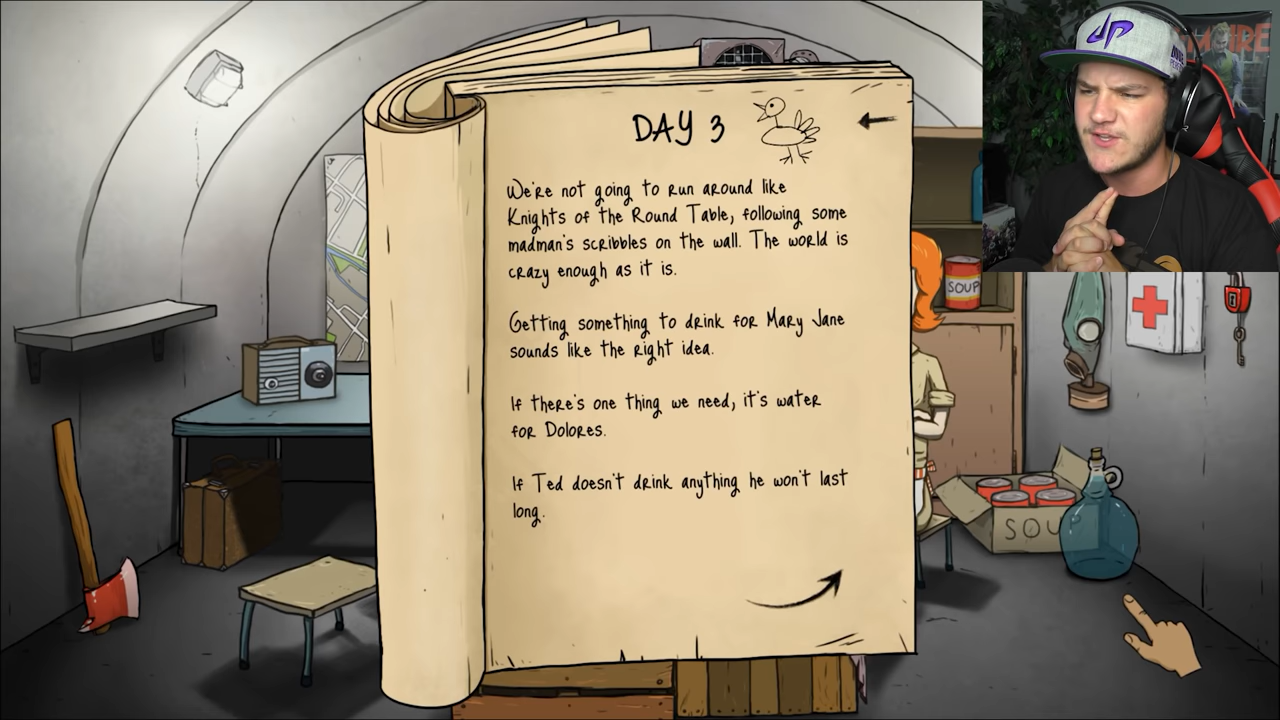 DAY 3
We're not going to run around like
Knights of the Round Table, following some
madman's scribbles on the wall. The world is
crazy enough as it is.
Getting something to drink for Mary Jane
sounds like the right idea.
If there's one thing we need, it's water
for Dolores.
If Ted doesn't drink anything he won't last
long.
SOUP
SOU
dp